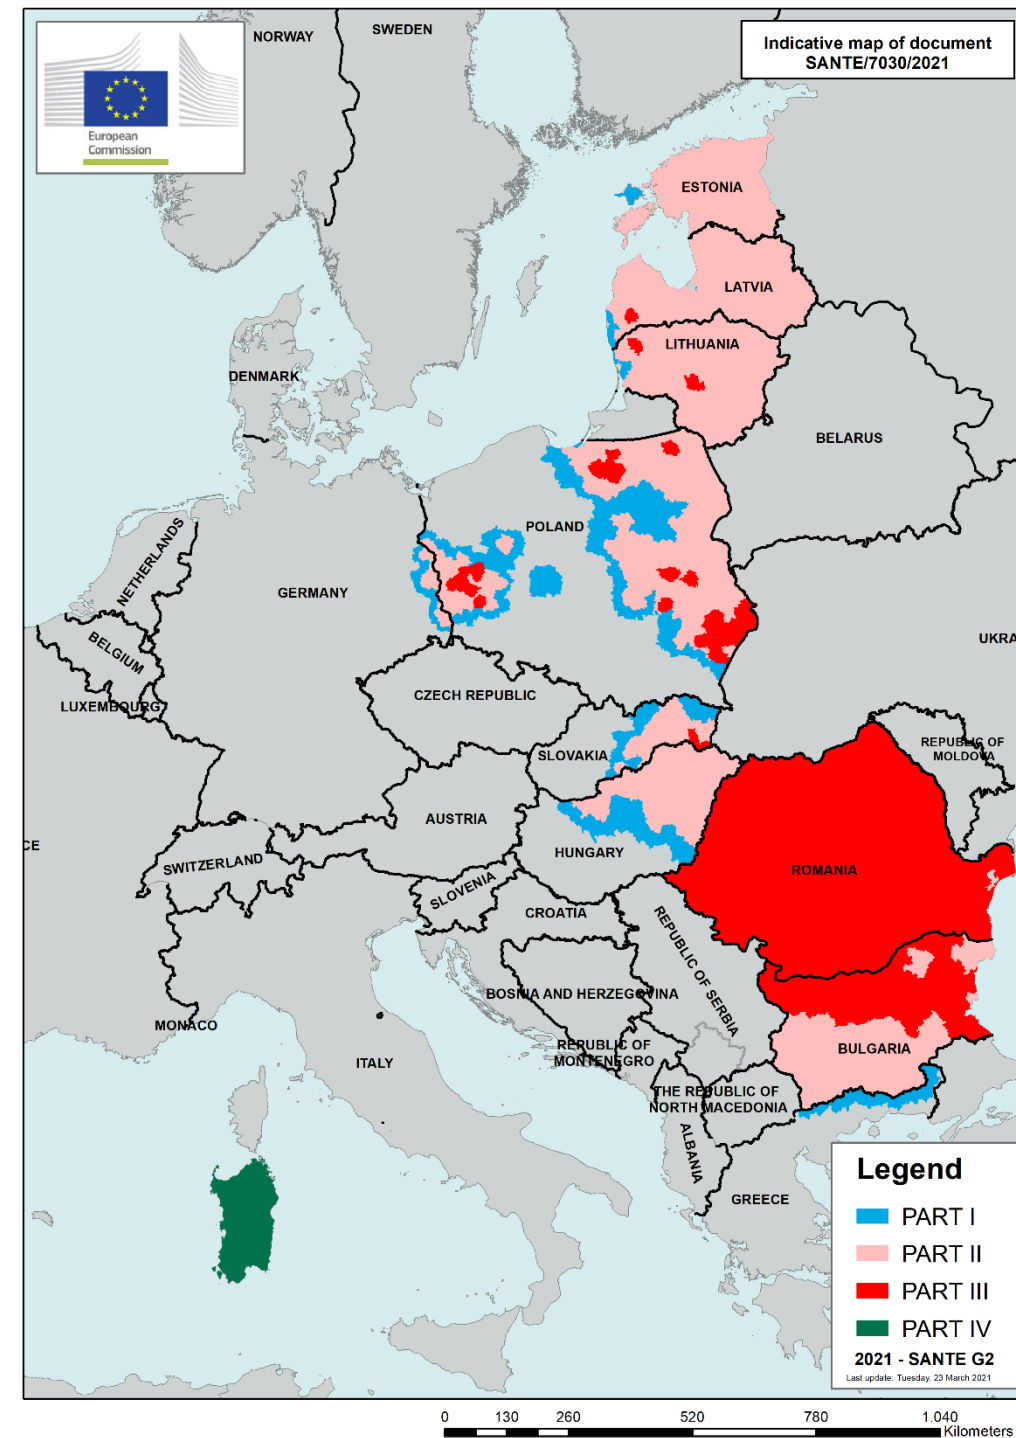 European
Commission
Indicative map of document
SANTE/7030/2021
NORWAY
SWEDEN
ESTONIA
LATVIA
LITHUANIA
DENMARK
BELARUS
NETHERLANDS
POLAND
GERMANY
BELGIUM
UKRA
LUXEMBOURG
CZECH REPUBLIC
SLOVAKIA
REPUBLIC OF
MOLDOVA
AUSTRIA
CE
HUNGARY
SWITZERLAND
ROMANIA
SLOVENIA
CROATIA
REPUBLIC OF SERBIA
BOSNIA AND HERZEGOVINA
MONACO
REPUBLIC OF
MONTENEGRO
ITALY
BULGARIA
THE REPUBLIC OF
NORTH MACEDONIA
ALBANIA
GREECE
Legend
PART I
PART II
PART III
PART IV
2021 - SANTE G2
Last update: Tuesday, 23 March 2021
0 130 260 520 780 1.040
Kilometers